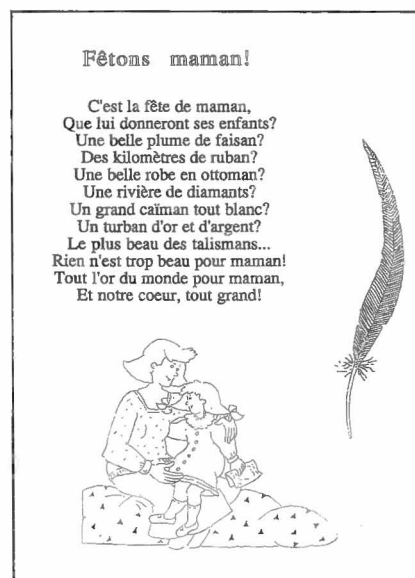 Fêtons maman!
C'est la fête de maman,
Que lui donneront ses enfants?
Une belle plume de faisan?
Des kilomètres de ruban?
Une belle robe en ottoman?
Une rivière de diamants?
Un grand caïman tout blanc?
Un turban d'or et d'argent?
Le plus beau des talismans...
Rien n'est trop beau pour maman!
Tout l'or du monde pour maman,
Et notre coeur, tout grand!